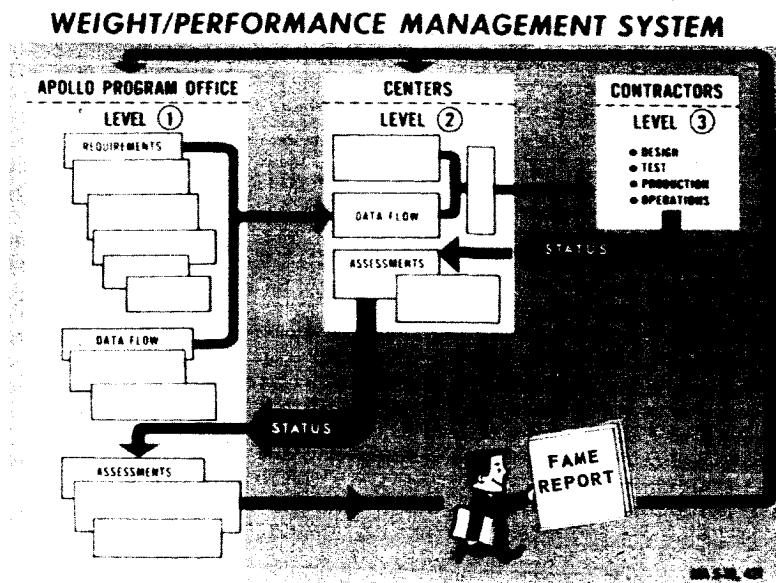 WEIGHT/PERFORMANCE MANAGEMENT SYSTEM
APOLLO PROGRAM OFFICE
LEVEL 1
REQUIREMENTS
DATA FLOW
ASSESSMENTS
CENTERS
LEVEL 2
DATA FLOW
ASSESSMENTS
CONTRACTORS
LEVEL 3
• DESIGN
• TEST
• PRODUCTION
• OPERATIONS
STATUS
STATUS
FAME
REPORT